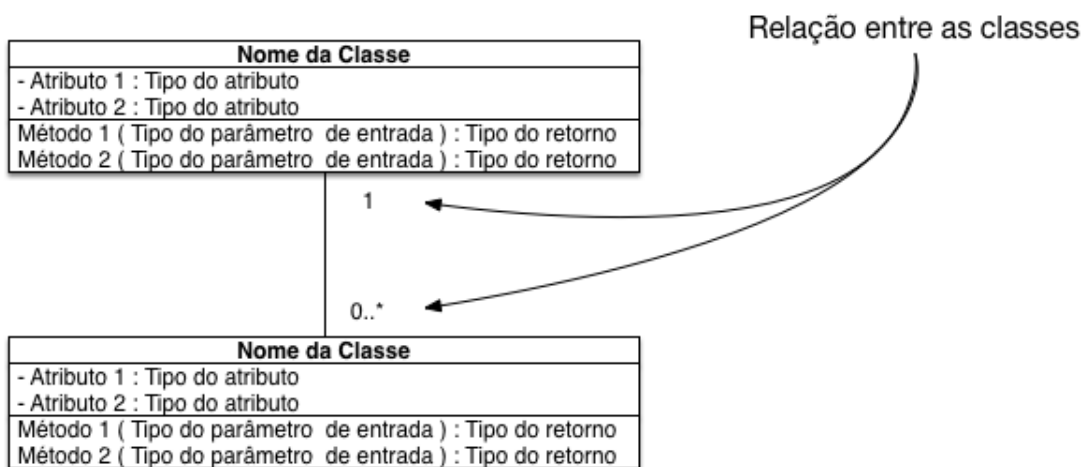 Relação entre as classes
Nome da Classe
- Atributo 1 : Tipo do atributo
- Atributo 2 : Tipo do atributo
Método 1 ( Tipo do parâmetro de entrada ) : Tipo do retorno
Método 2 ( Tipo do parâmetro de entrada ) : Tipo do retorno
1
0..*
Nome da Classe
- Atributo 1 : Tipo do atributo
- Atributo 2 : Tipo do atributo
Método 1 ( Tipo do parâmetro de entrada ) : Tipo do retorno
Método 2 ( Tipo do parâmetro de entrada ) : Tipo do retorno